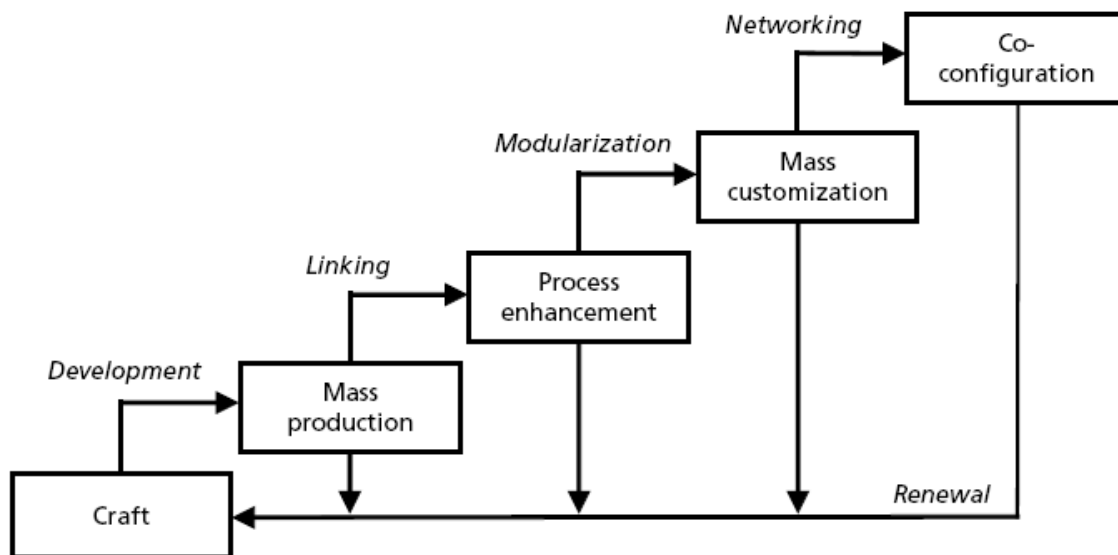 Networking
Co-
configuration
Modularization
Mass
customization
Linking
Process
enhancement
Development
Mass
production
Renewal
Craft